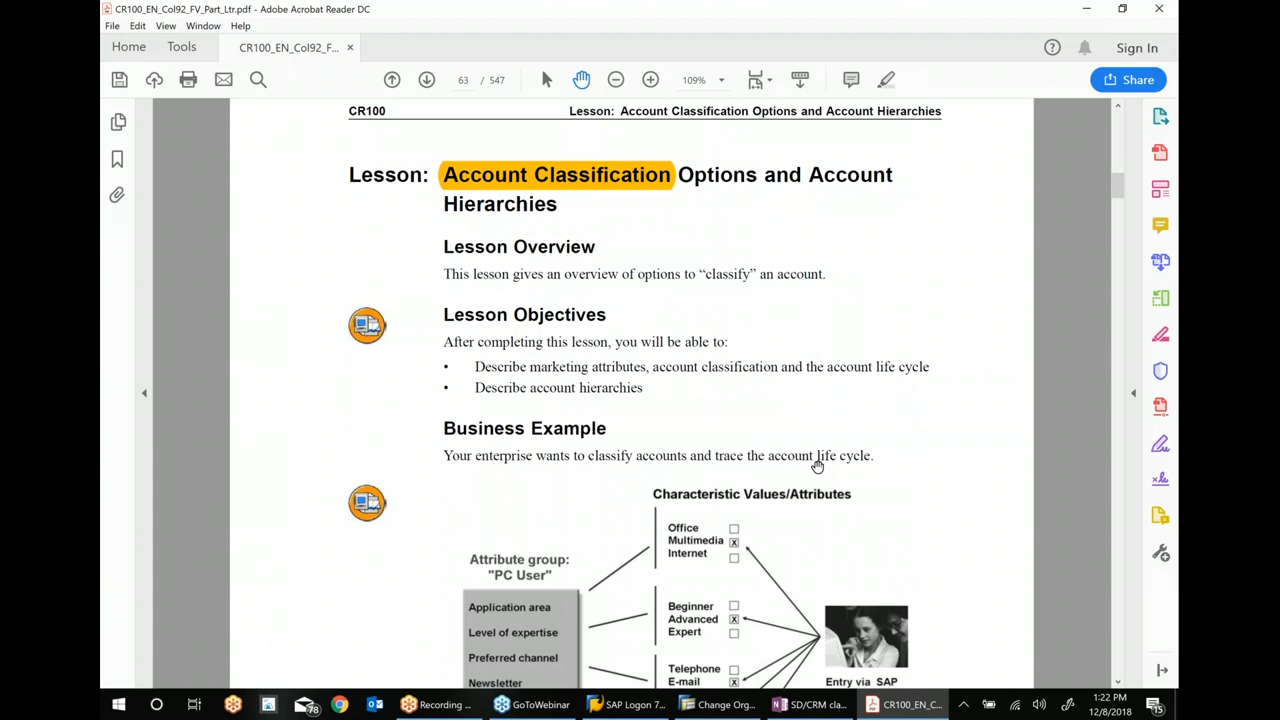 CR100_EN_Col92_FV_Part_Ltr.pdf - Adobe Acrobat Reader DC
File Edit View Window Help
Home Tools CR100_EN_Col92_F... × Sign In
63 / 547 109% Share
CR100 Lesson: Account Classification Options and Account Hierarchies
Lesson: Account Classification Options and Account
Hierarchies
Lesson Overview
This lesson gives an overview of options to “classify” an account.
Lesson Objectives
After completing this lesson, you will be able to:
• Describe marketing attributes, account classification and the account life cycle
• Describe account hierarchies
Business Example
Your enterprise wants to classify accounts and trace the account life cycle.
Characteristic Values/Attributes
Attribute group:
"PC User"
Application area
Level of expertise
Preferred channel
Newsletter
Office
Multimedia X
Internet
Beginner
Advanced X
Expert
Telephone
E-mail X
Entry via SAP
78 Recording ... GoToWebinar SAP Logon 7... Change Org... SD/CRM cla... CR100_EN_C... 1:22 PM
12/8/2018 15